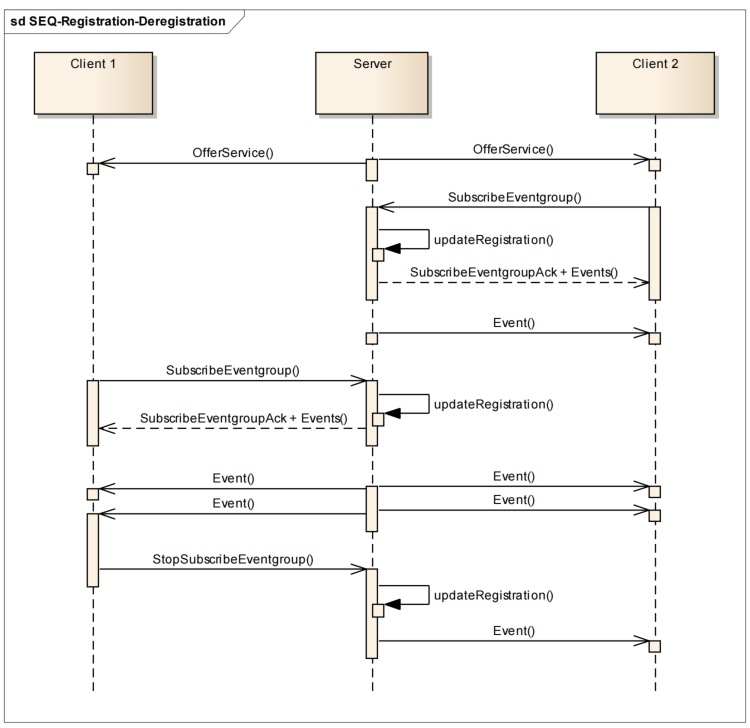 sd SEQ-Registration-Deregistration
Client 1
Server
Client 2
OfferService()
OfferService()
SubscribeEventgroup()
updateRegistration()
SubscribeEventgroupAck + Events()
Event()
SubscribeEventgroup()
updateRegistration()
SubscribeEventgroupAck + Events()
Event()
Event()
Event()
Event()
StopSubscribeEventgroup()
updateRegistration()
Event()